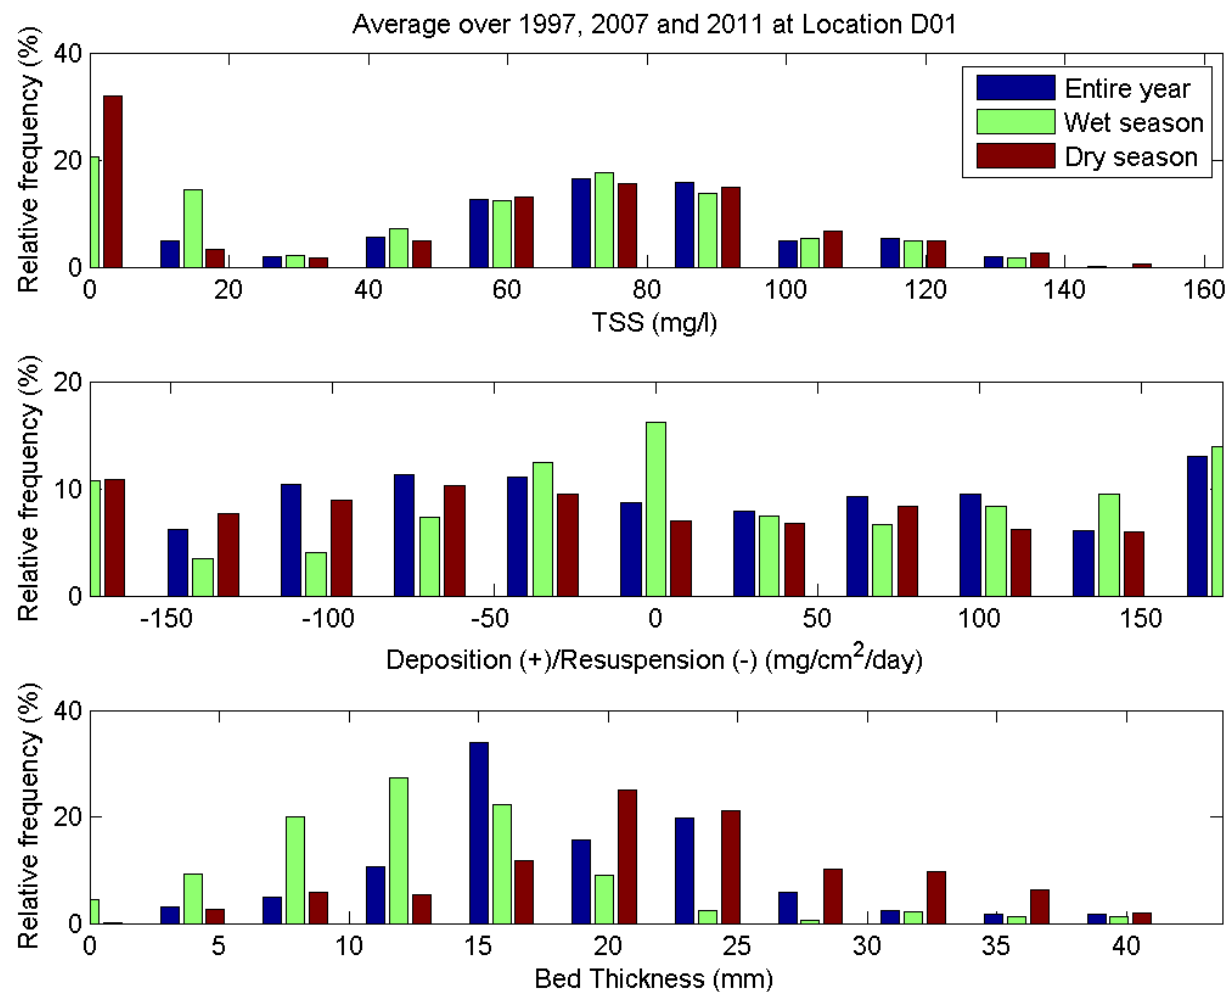 Average over 1997, 2007 and 2011 at Location D01
Relative frequency (%)
40
20
0
Entire year
Wet season
Dry season
0 20 40 60 80 100 120 140 160
TSS (mg/l)
Relative frequency (%)
20
10
0
-150 -100 -50 0 50 100 150
Deposition (+)/Resuspension (-) (mg/cm²/day)
Relative frequency (%)
40
20
0
0 5 10 15 20 25 30 35 40
Bed Thickness (mm)